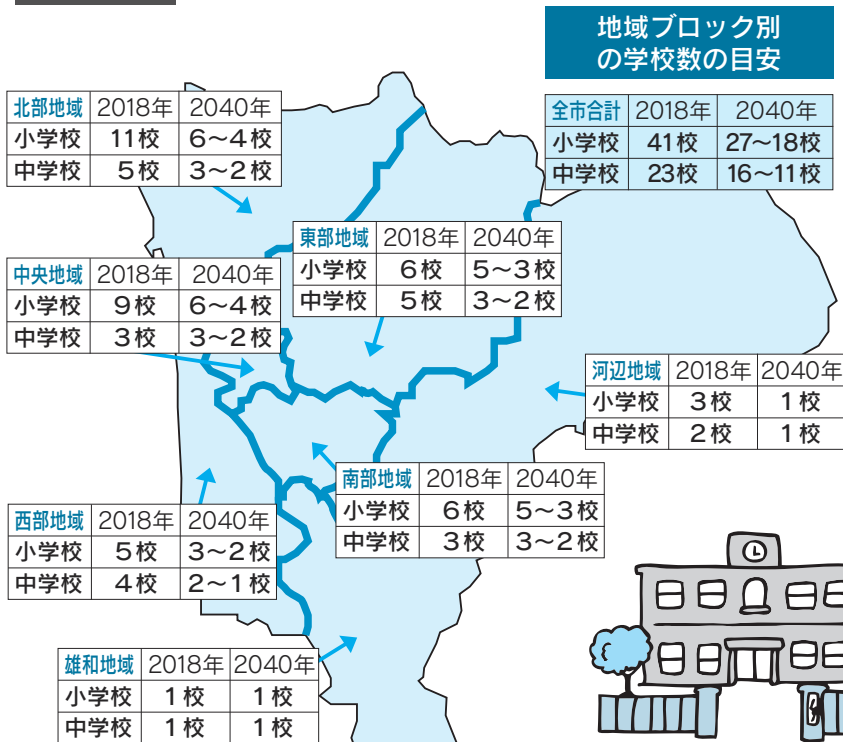 地域ブロック別
の学校数の目安
全市合計 2018年 2040年
小学校 41校 27〜18校
中学校 23校 16〜11校
北部地域 2018年 2040年
小学校 11校 6〜4校
中学校 5校 3〜2校
東部地域 2018年 2040年
小学校 6校 5〜3校
中学校 5校 3〜2校
中央地域 2018年 2040年
小学校 9校 6〜4校
中学校 3校 3〜2校
河辺地域 2018年 2040年
小学校 3校 1校
中学校 2校 1校
南部地域 2018年 2040年
小学校 6校 5〜3校
中学校 3校 3〜2校
西部地域 2018年 2040年
小学校 5校 3〜2校
中学校 4校 2〜1校
雄和地域 2018年 2040年
小学校 1校 1校
中学校 1校 1校